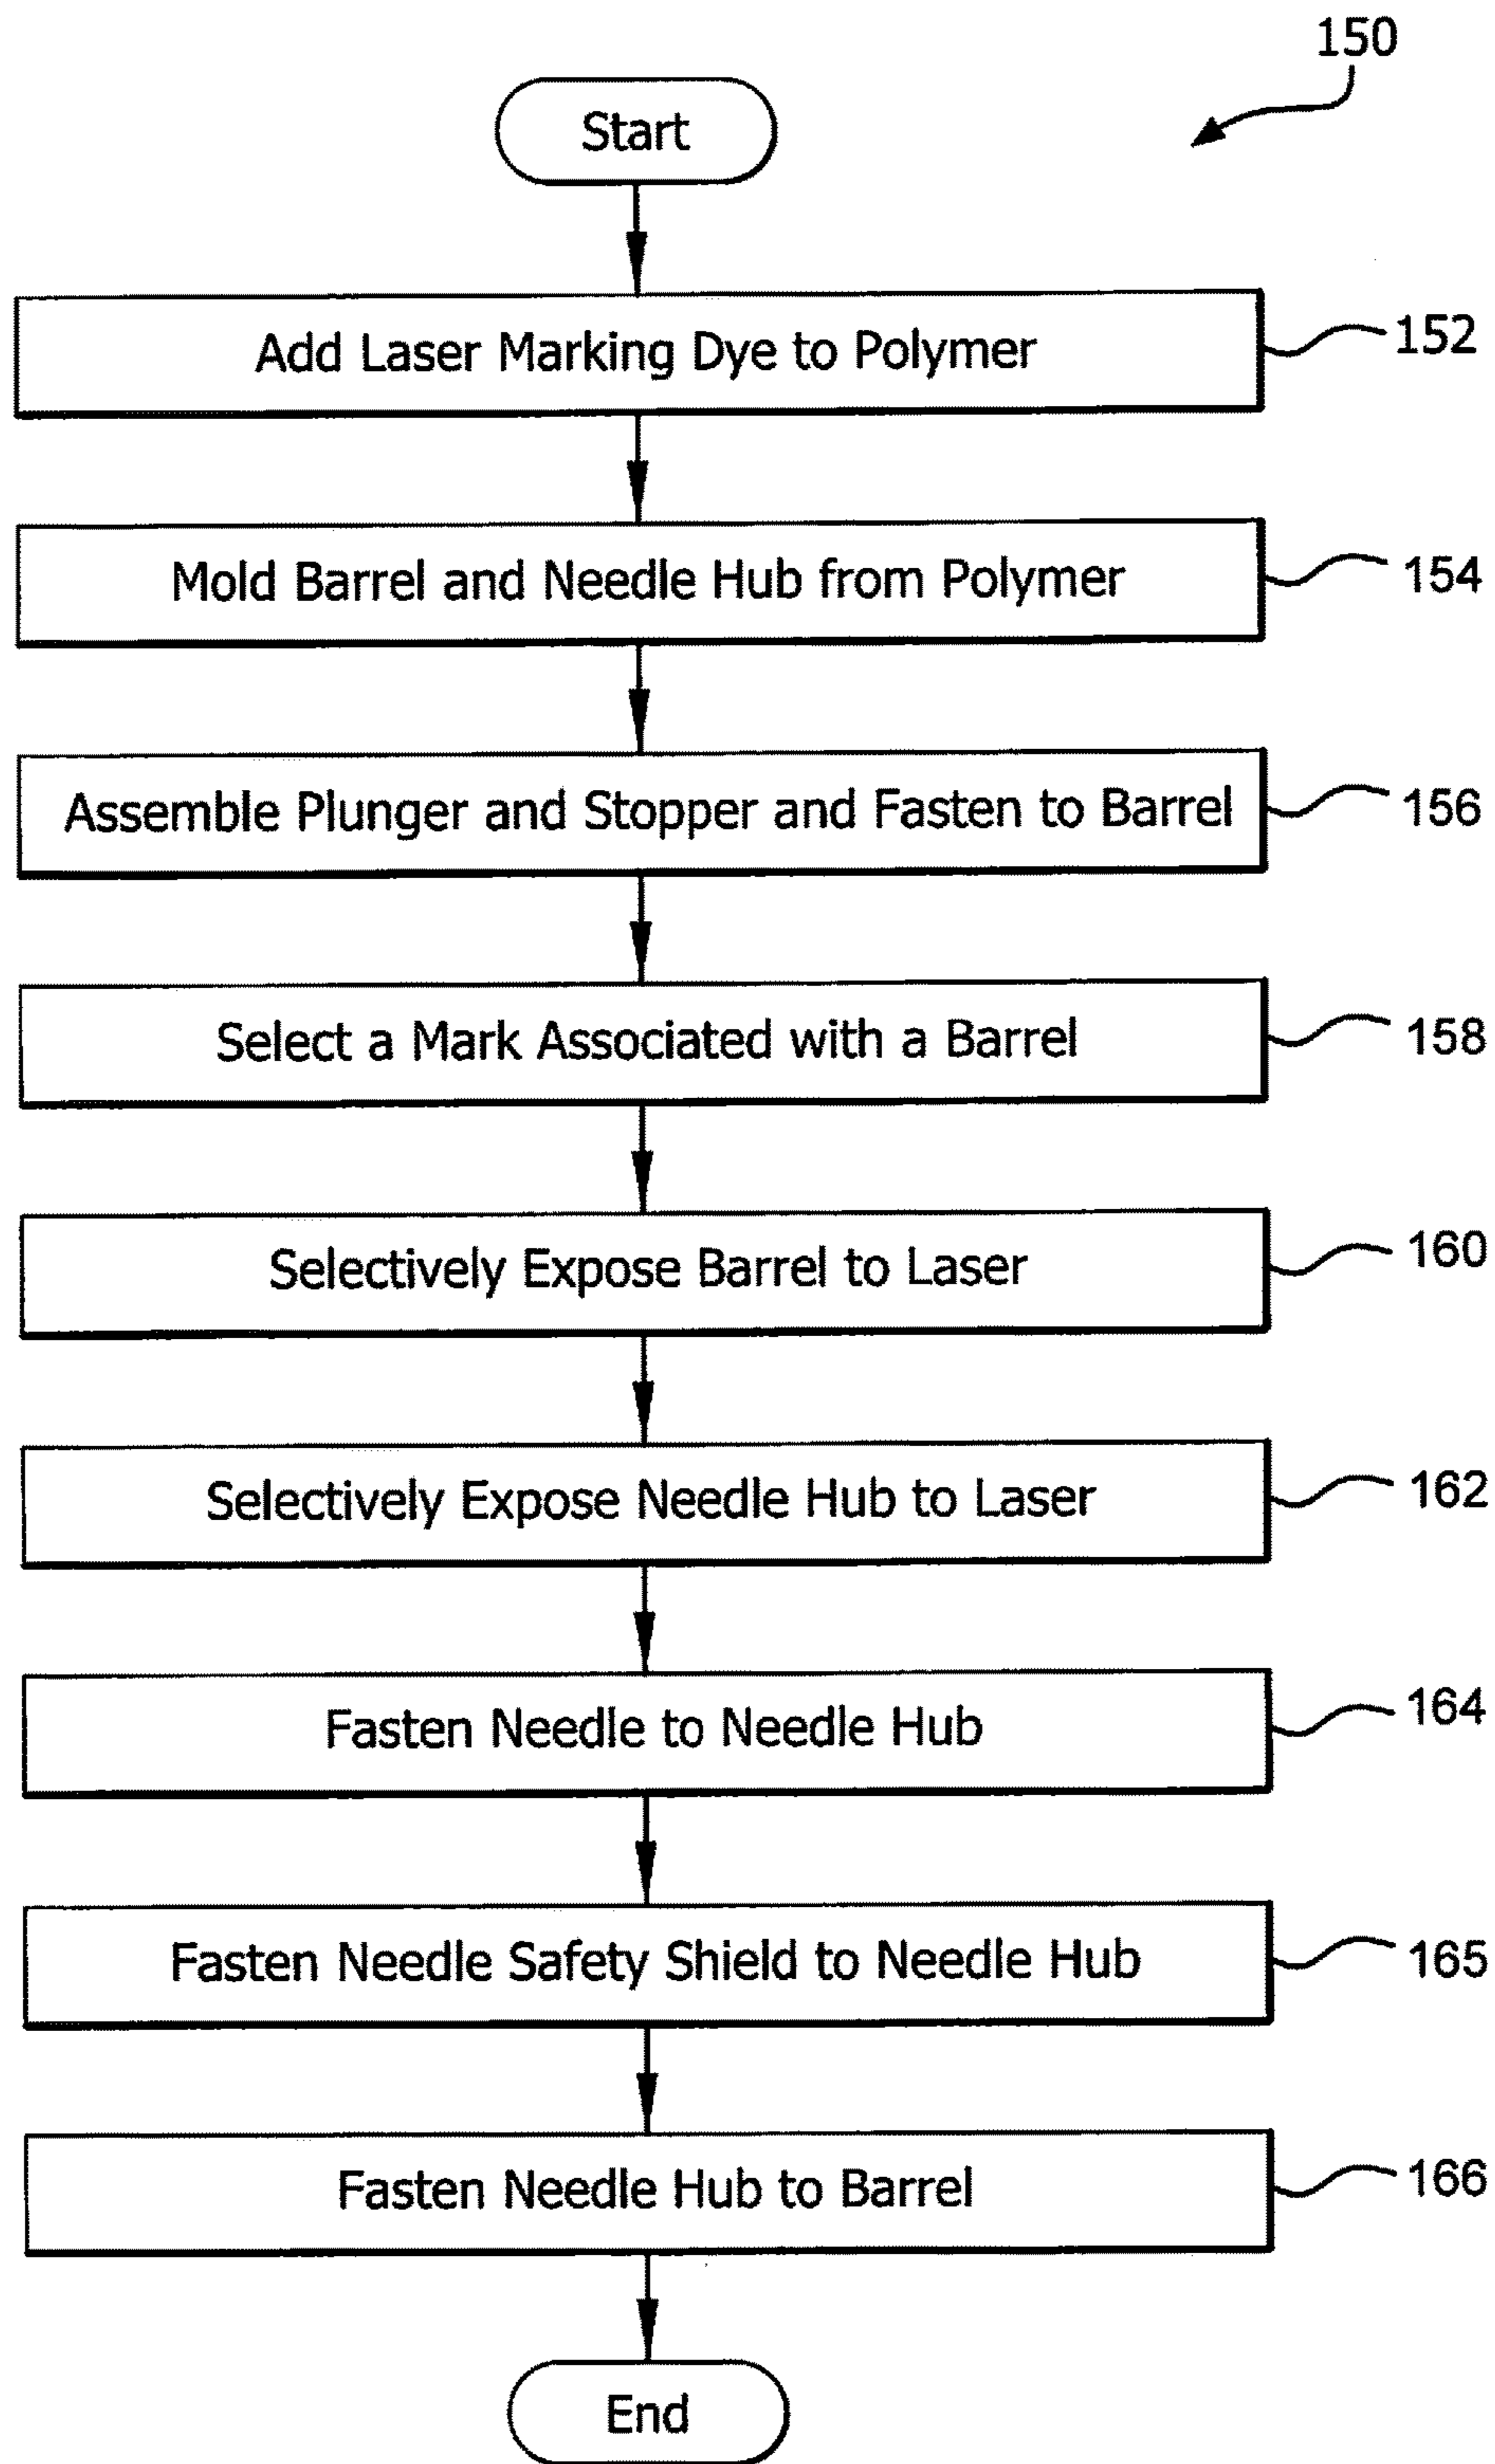 150
Start
Add Laser Marking Dye to Polymer
152
Mold Barrel and Needle Hub from Polymer
154
Assemble Plunger and Stopper and Fasten to Barrel
156
Select a Mark Associated with a Barrel
158
Selectively Expose Barrel to Laser
160
Selectively Expose Needle Hub to Laser
162
Fasten Needle to Needle Hub
164
Fasten Needle Safety Shield to Needle Hub
165
Fasten Needle Hub to Barrel
166
End